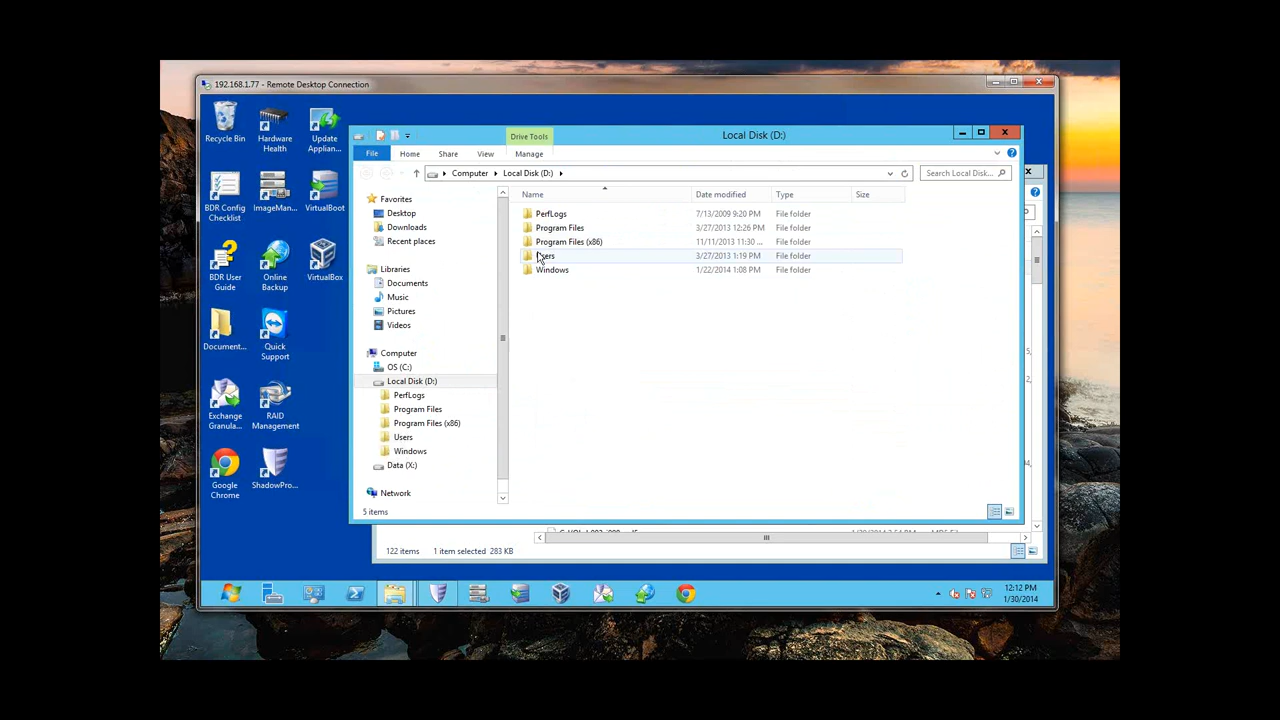 192.168.1.77 - Remote Desktop Connection
Recycle Bin
Hardware Health
Update Applian...
BDR Config Checklist
ImageMan...
VirtualBoot
BDR User Guide
Online Backup
VirtualBox
Document...
Quick Support
Exchange Granula...
RAID Management
Google Chrome
ShadowPro...
Drive Tools
Local Disk (D:)
File
Home
Share
View
Manage
Computer
Local Disk (D:)
Search Local Disk...
Name
Date modified
Type
Size
PerfLogs 7/13/2009 9:20 PM File folder
Program Files 3/27/2013 12:26 PM File folder
Program Files (x86) 11/11/2013 11:30 ... File folder
Users 3/27/2013 1:19 PM File folder
Windows 1/22/2014 1:08 PM File folder
Favorites
Desktop
Downloads
Recent places
Libraries
Documents
Music
Pictures
Videos
Computer
OS (C:)
Local Disk (D:)
PerfLogs
Program Files
Program Files (x86)
Users
Windows
Data (X:)
Network
5 items
122 items 1 item selected 283 KB
12:12 PM
1/30/2014